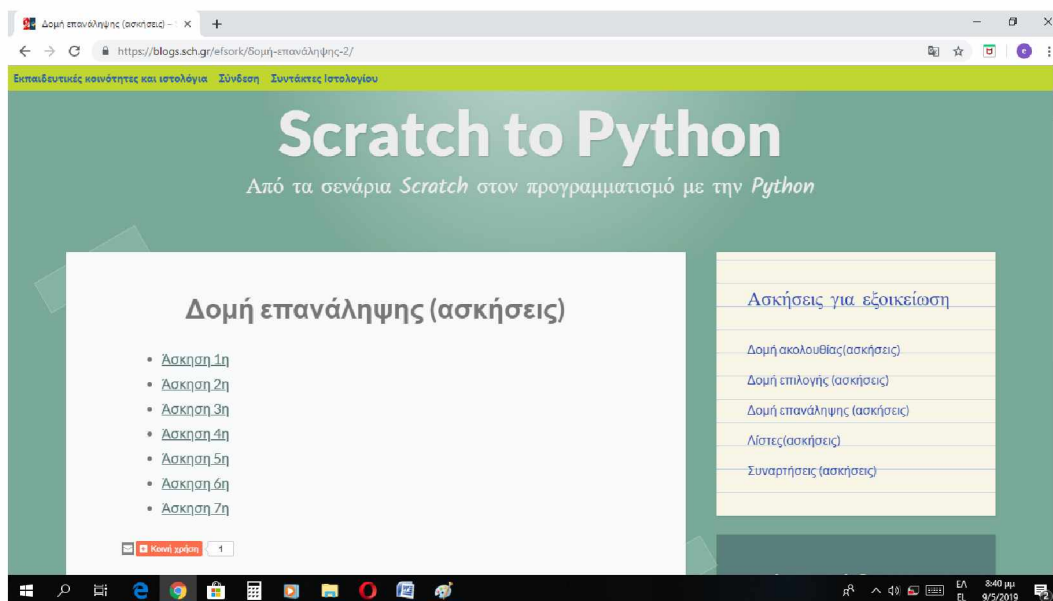 Δομή επανάληψης (ασκήσεις) –
https://blogs.sch.gr/efsork/δομή-επανάληψης-2/
e
Εκπαιδευτικές κοινότητες και ιστολόγια Σύνδεση Συντάκτες Ιστολογίου
Scratch to Python
Από τα σενάρια Scratch στον προγραμματισμό με την Python
Δομή επανάληψης (ασκήσεις)
Άσκηση 1η
Άσκηση 2η
Άσκηση 3η
Άσκηση 4η
Άσκηση 5η
Άσκηση 6η
Άσκηση 7η
Κοινή χρήση 1
Ασκήσεις για εξοικείωση
Δομή ακολουθίας(ασκήσεις)
Δομή επιλογής (ασκήσεις)
Δομή επανάληψης (ασκήσεις)
Λίστες(ασκήσεις)
Συναρτήσεις (ασκήσεις)
ΕΛ 8:40 μμ
EL 9/5/2019